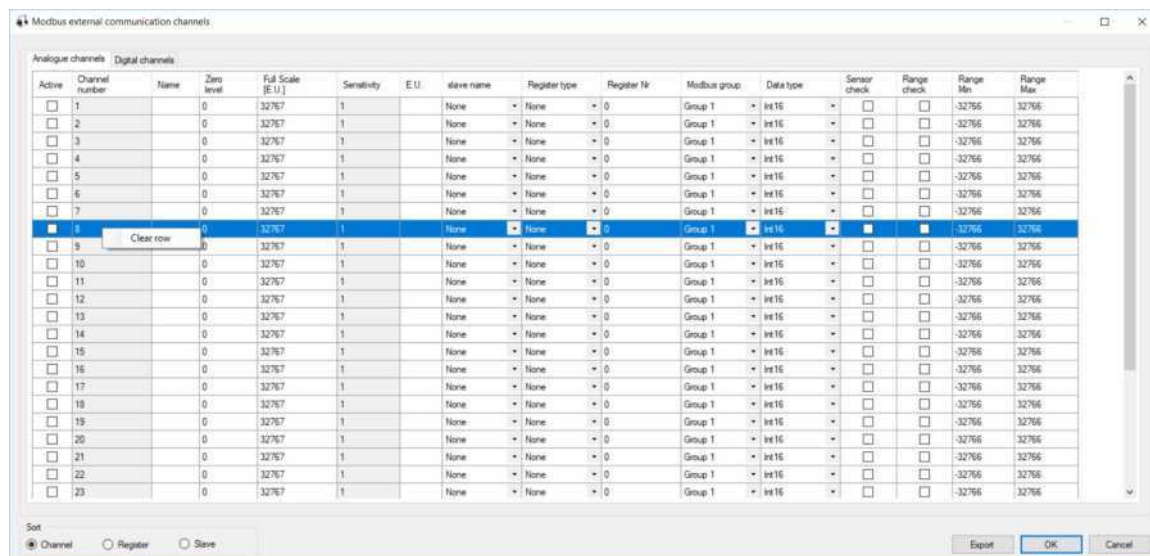 Modbus external communication channels
Analogue channels Digital channels
Active Channel number Name Zero level Full Scale [E.U.] Sensitivity E.U. slave name Register type Register Nr Modbus group Data type Sensor check Range check Range Min Range Max
1 0 32767 1 None None 0 Group 1 Int16 -32766 32766
2 0 32767 1 None None 0 Group 1 Int16 -32766 32766
3 0 32767 1 None None 0 Group 1 Int16 -32766 32766
4 0 32767 1 None None 0 Group 1 Int16 -32766 32766
5 0 32767 1 None None 0 Group 1 Int16 -32766 32766
6 0 32767 1 None None 0 Group 1 Int16 -32766 32766
7 0 32767 1 None None 0 Group 1 Int16 -32766 32766
8 0 32767 1 None None 0 Group 1 Int16 -32766 32766
Clear row
9 0 32767 1 None None 0 Group 1 Int16 -32766 32766
10 0 32767 1 None None 0 Group 1 Int16 -32766 32766
11 0 32767 1 None None 0 Group 1 Int16 -32766 32766
12 0 32767 1 None None 0 Group 1 Int16 -32766 32766
13 0 32767 1 None None 0 Group 1 Int16 -32766 32766
14 0 32767 1 None None 0 Group 1 Int16 -32766 32766
15 0 32767 1 None None 0 Group 1 Int16 -32766 32766
16 0 32767 1 None None 0 Group 1 Int16 -32766 32766
17 0 32767 1 None None 0 Group 1 Int16 -32766 32766
18 0 32767 1 None None 0 Group 1 Int16 -32766 32766
19 0 32767 1 None None 0 Group 1 Int16 -32766 32766
20 0 32767 1 None None 0 Group 1 Int16 -32766 32766
21 0 32767 1 None None 0 Group 1 Int16 -32766 32766
22 0 32767 1 None None 0 Group 1 Int16 -32766 32766
23 0 32767 1 None None 0 Group 1 Int16 -32766 32766
Sort
Channel Register Slave Export OK Cancel